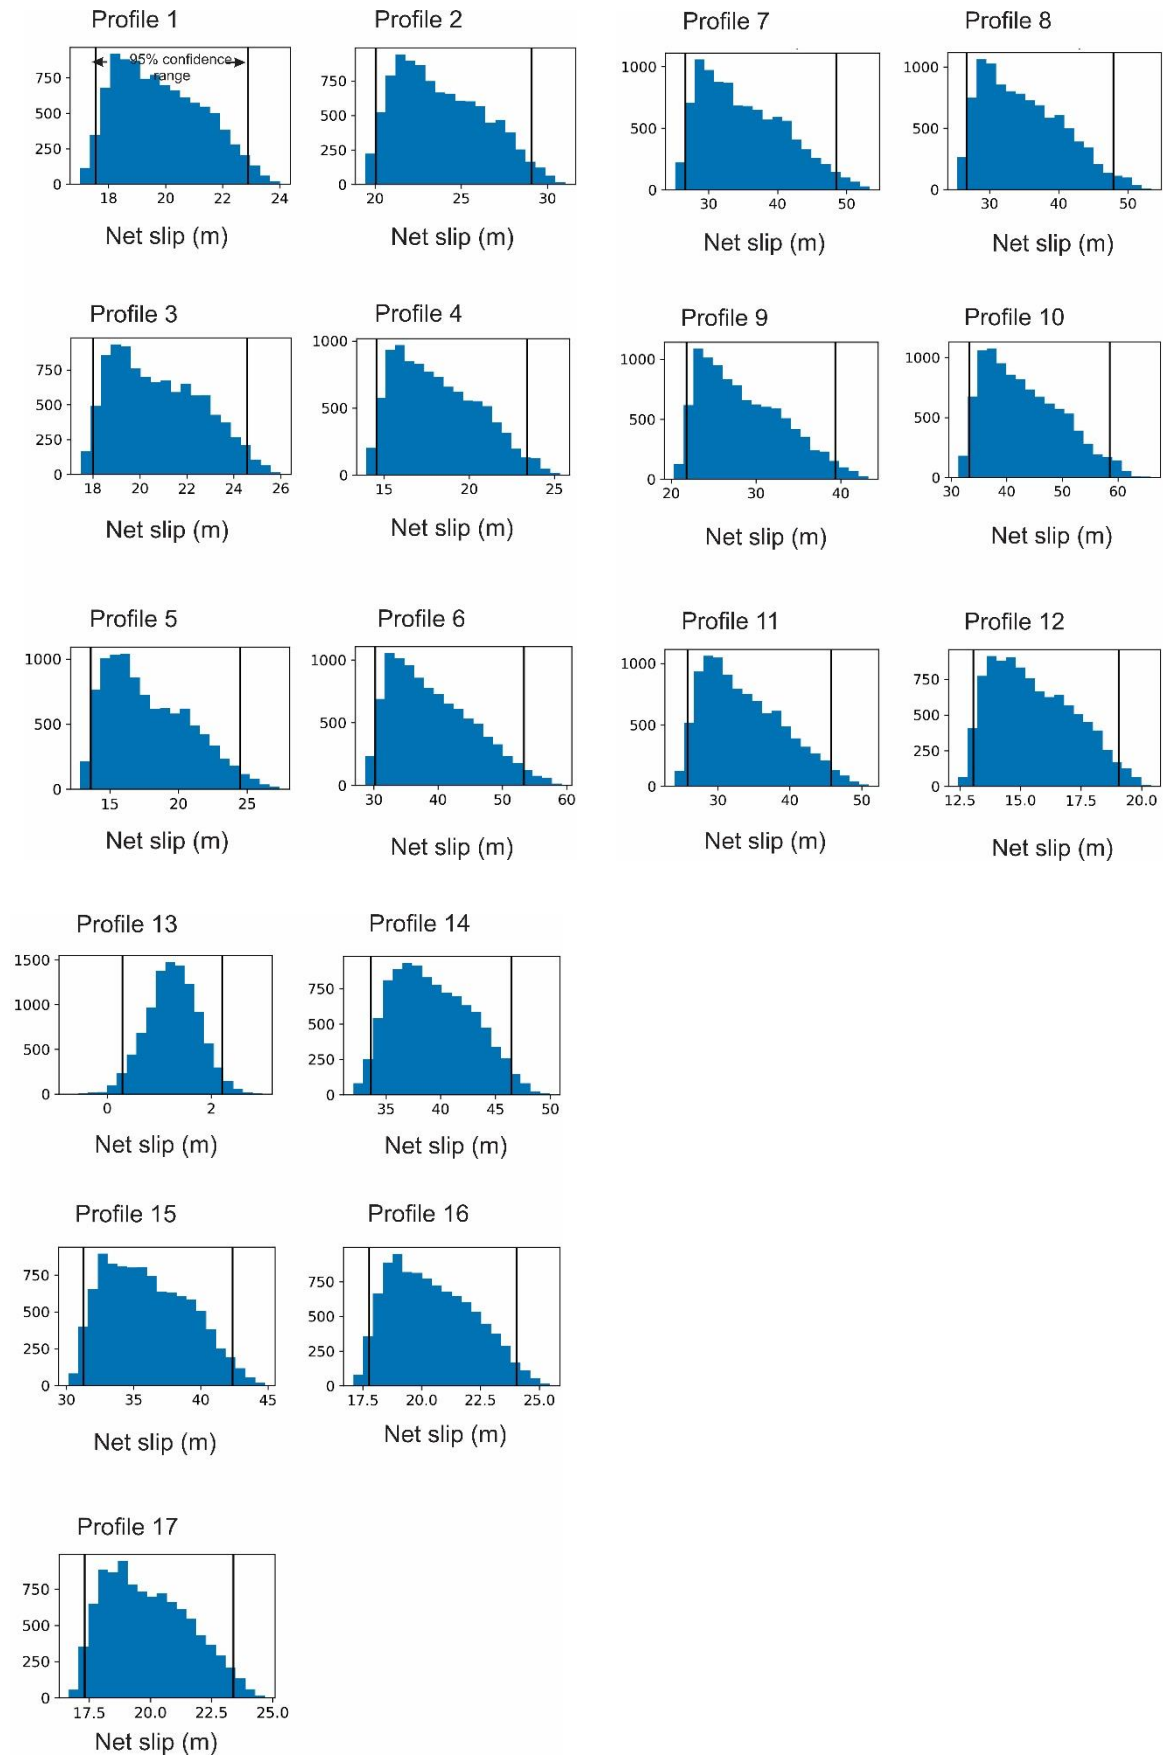 Profile 1
95% confidence
range
750
500
250
0
18 20 22 24
Net slip (m)
Profile 2
750
500
250
0
20 25 30
Net slip (m)
Profile 7
1000
500
0
30 40 50
Net slip (m)
Profile 8
1000
500
0
30 40 50
Net slip (m)
Profile 3
750
500
250
0
18 20 22 24 26
Net slip (m)
Profile 4
1000
500
0
15 20 25
Net slip (m)
Profile 9
1000
500
0
20 30 40
Net slip (m)
Profile 10
1000
500
0
30 40 50 60
Net slip (m)
Profile 5
1000
500
0
15 20 25
Net slip (m)
Profile 6
1000
500
0
30 40 50 60
Net slip (m)
Profile 11
1000
500
0
30 40 50
Net slip (m)
Profile 12
750
500
250
0
12.5 15.0 17.5 20.0
Net slip (m)
Profile 13
1500
1000
500
0
0 2
Net slip (m)
Profile 14
750
500
250
0
35 40 45 50
Net slip (m)
Profile 15
750
500
250
0
30 35 40 45
Net slip (m)
Profile 16
750
500
250
0
17.5 20.0 22.5 25.0
Net slip (m)
Profile 17
750
500
250
0
17.5 20.0 22.5 25.0
Net slip (m)